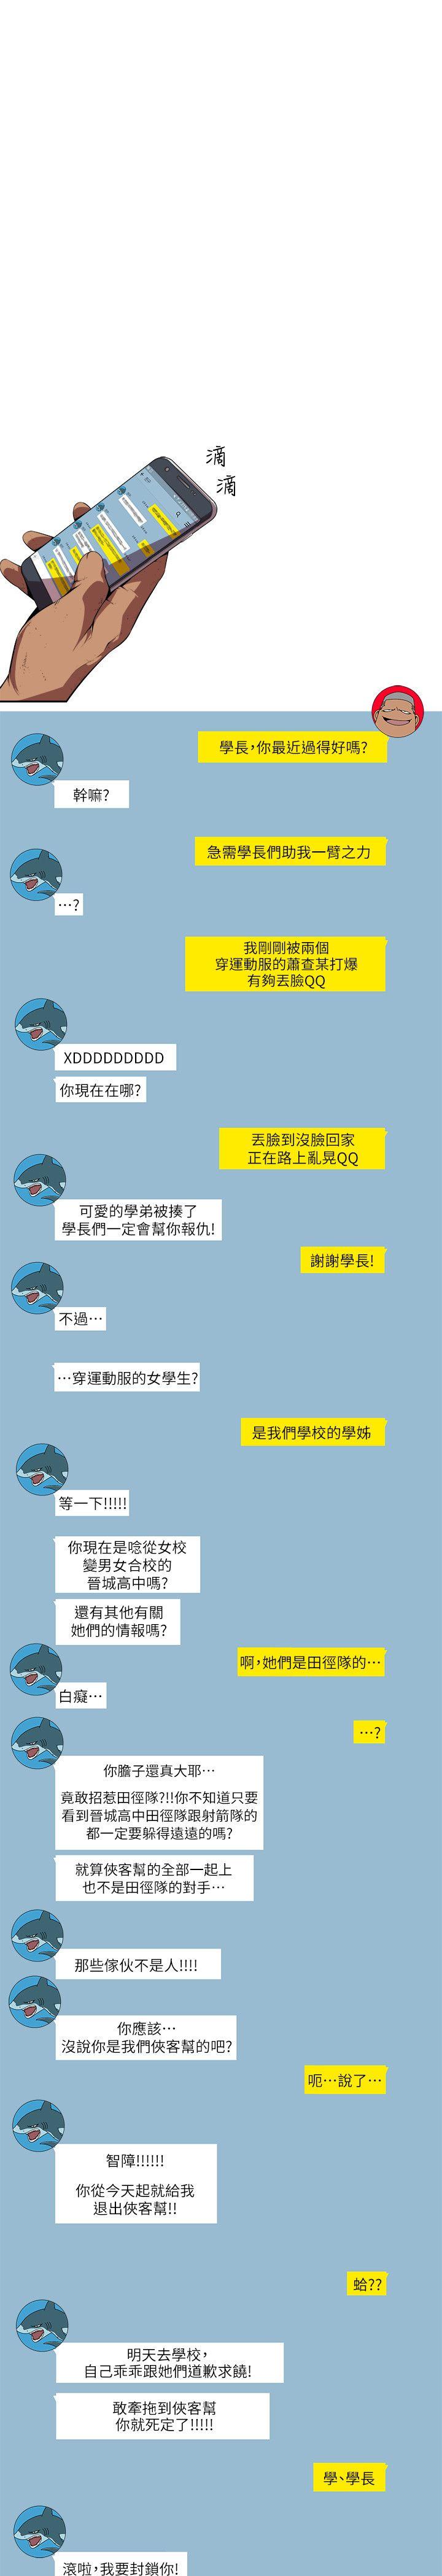 滴
滴
學長，你最近過得好嗎?
幹嘛?
急需學長們助我一臂之力
…?
我剛剛被兩個
穿運動服的蕭查某打爆
有夠丟臉QQ
XDDDDDDDDDD
你現在在哪?
丟臉到沒臉回家
正在路上亂晃QQ
可愛的學弟被揍了
學長們一定會幫你報仇!
謝謝學長!
不過…
…穿運動服的女學生?
是我們學校的學姊
等一下!!!!!
你現在是唸從女校
變男女合校的
晉城高中嗎?
還有其他有關
她們的情報嗎?
啊，她們是田徑隊的…
白癡…
…?
你膽子還真大耶…
竟敢招惹田徑隊?!!你不知道只要
看到晉城高中田徑隊跟射箭隊的
都一定要躲得遠遠的嗎?
就算俠客幫的全部一起上
也不是田徑隊的對手…
那些傢伙不是人!!!!
你應該…
沒說你是我們俠客幫的吧?
呃…說了…
智障!!!!!!
你從今天起就給我
退出俠客幫!!
蛤??
明天去學校，
自己乖乖跟她們道歉求饒!
敢牽拖到俠客幫
你就死定了!!!!!
學、學長
滾啦，我要封鎖你!